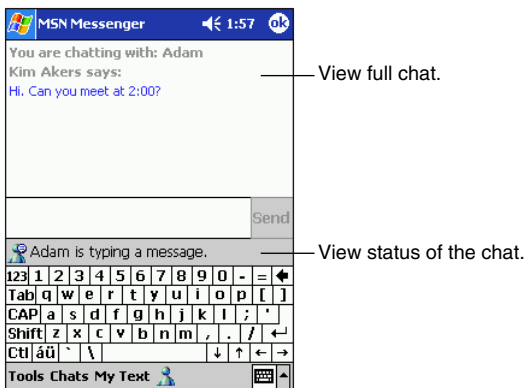 MSN Messenger 1:57 ok
You are chatting with: Adam
Kim Akers says:
Hi. Can you meet at 2:00?
View full chat.
Send
Adam is typing a message.
View status of the chat.
123 1 2 3 4 5 6 7 8 9 0 - =
Tab q w e r t y u i o p [ ]
CAP a s d f g h j k l ; '
Shift z x c v b n m , . /
Ctl áü ` \ ↓ ↑ ← →
Tools Chats My Text